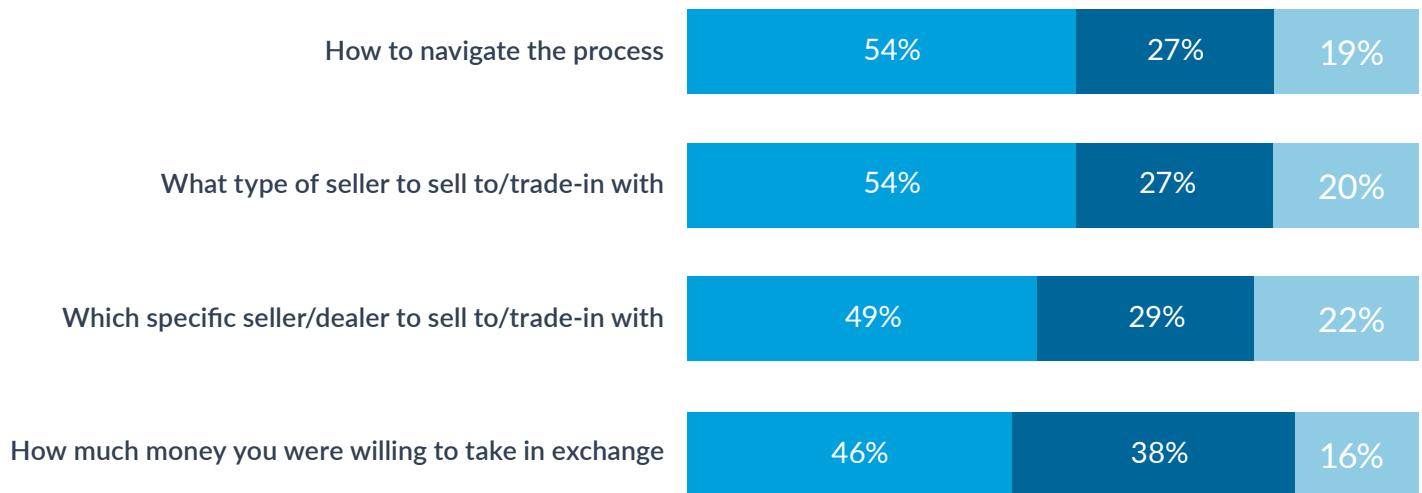 How to navigate the process 54% 27% 19%
What type of seller to sell to/trade-in with 54% 27% 20%
Which specific seller/dealer to sell to/trade-in with 49% 29% 22%
How much money you were willing to take in exchange 46% 38% 16%